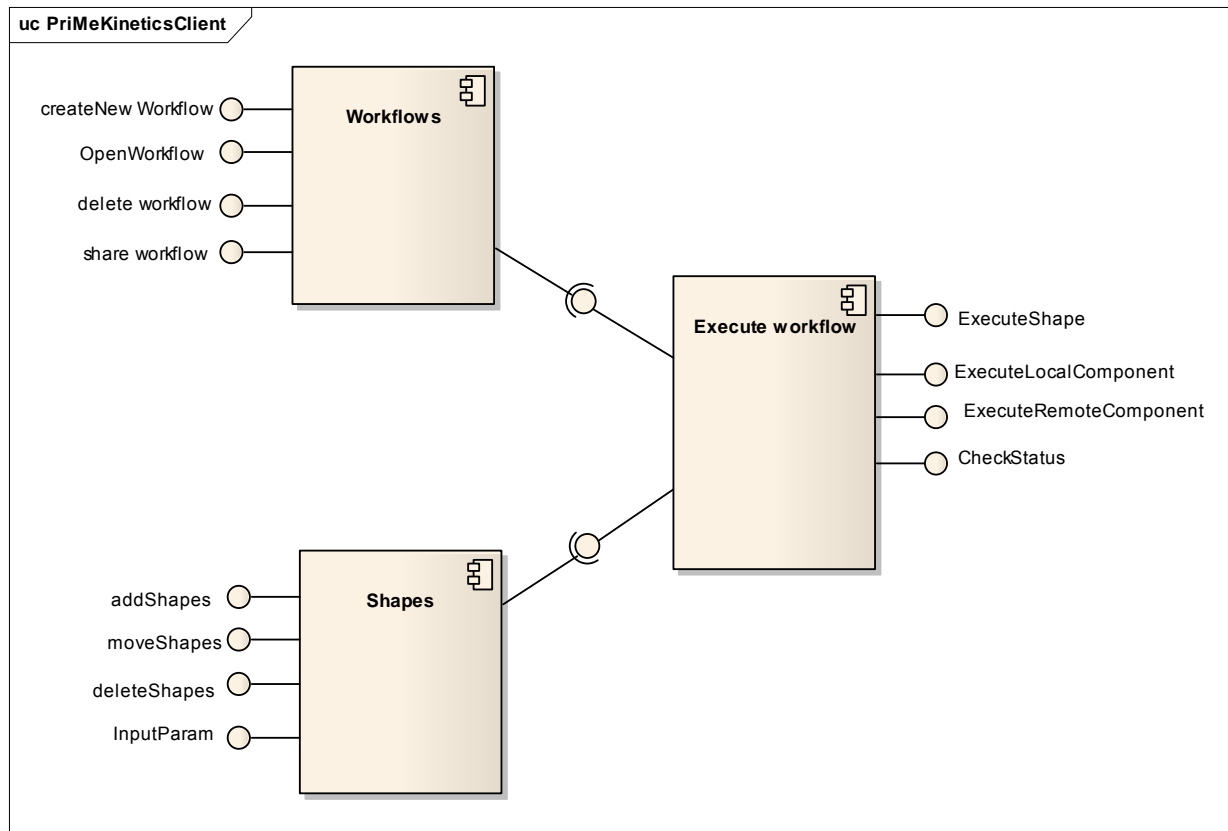 uc PriMeKineticsClient
Workflows
createNew Workflow
OpenWorkflow
delete workflow
share workflow
Execute workflow
ExecuteShape
ExecuteLocalComponent
ExecuteRemoteComponent
CheckStatus
Shapes
addShapes
moveShapes
deleteShapes
InputParam